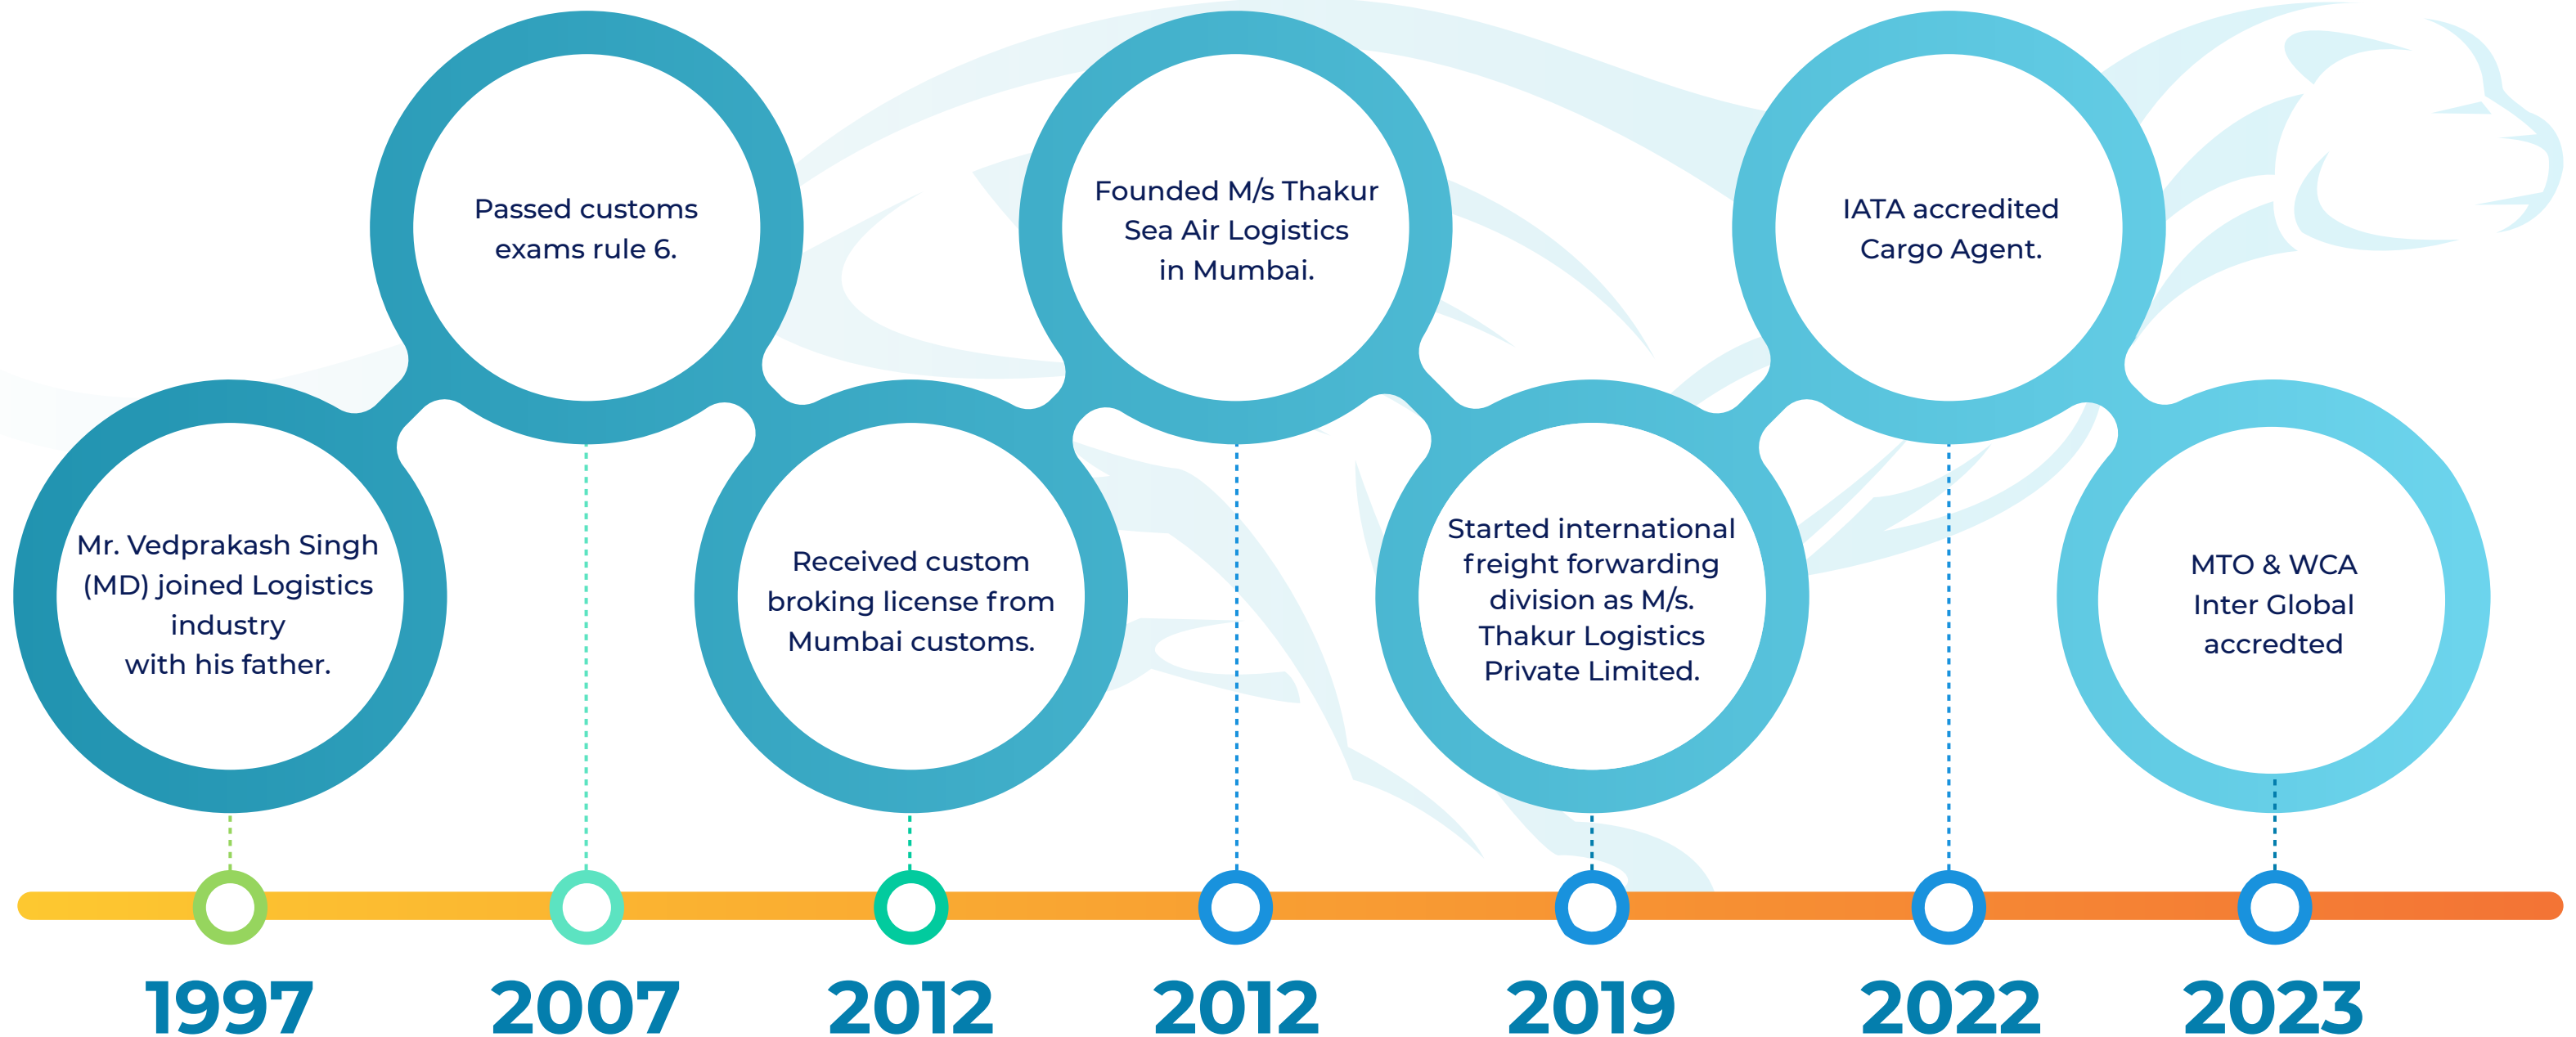 Mr. Vedprakash Singh
(MD) joined Logistics
industry
with his father.
1997
Passed customs
exams rule 6.
2007
Received custom
broking license from
Mumbai customs.
2012
Founded M/s Thakur
Sea Air Logistics
in Mumbai.
2012
Started international
freight forwarding
division as M/s.
Thakur Logistics
Private Limited.
2019
IATA accredited
Cargo Agent.
2022
MTO & WCA
Inter Global
accredted
2023